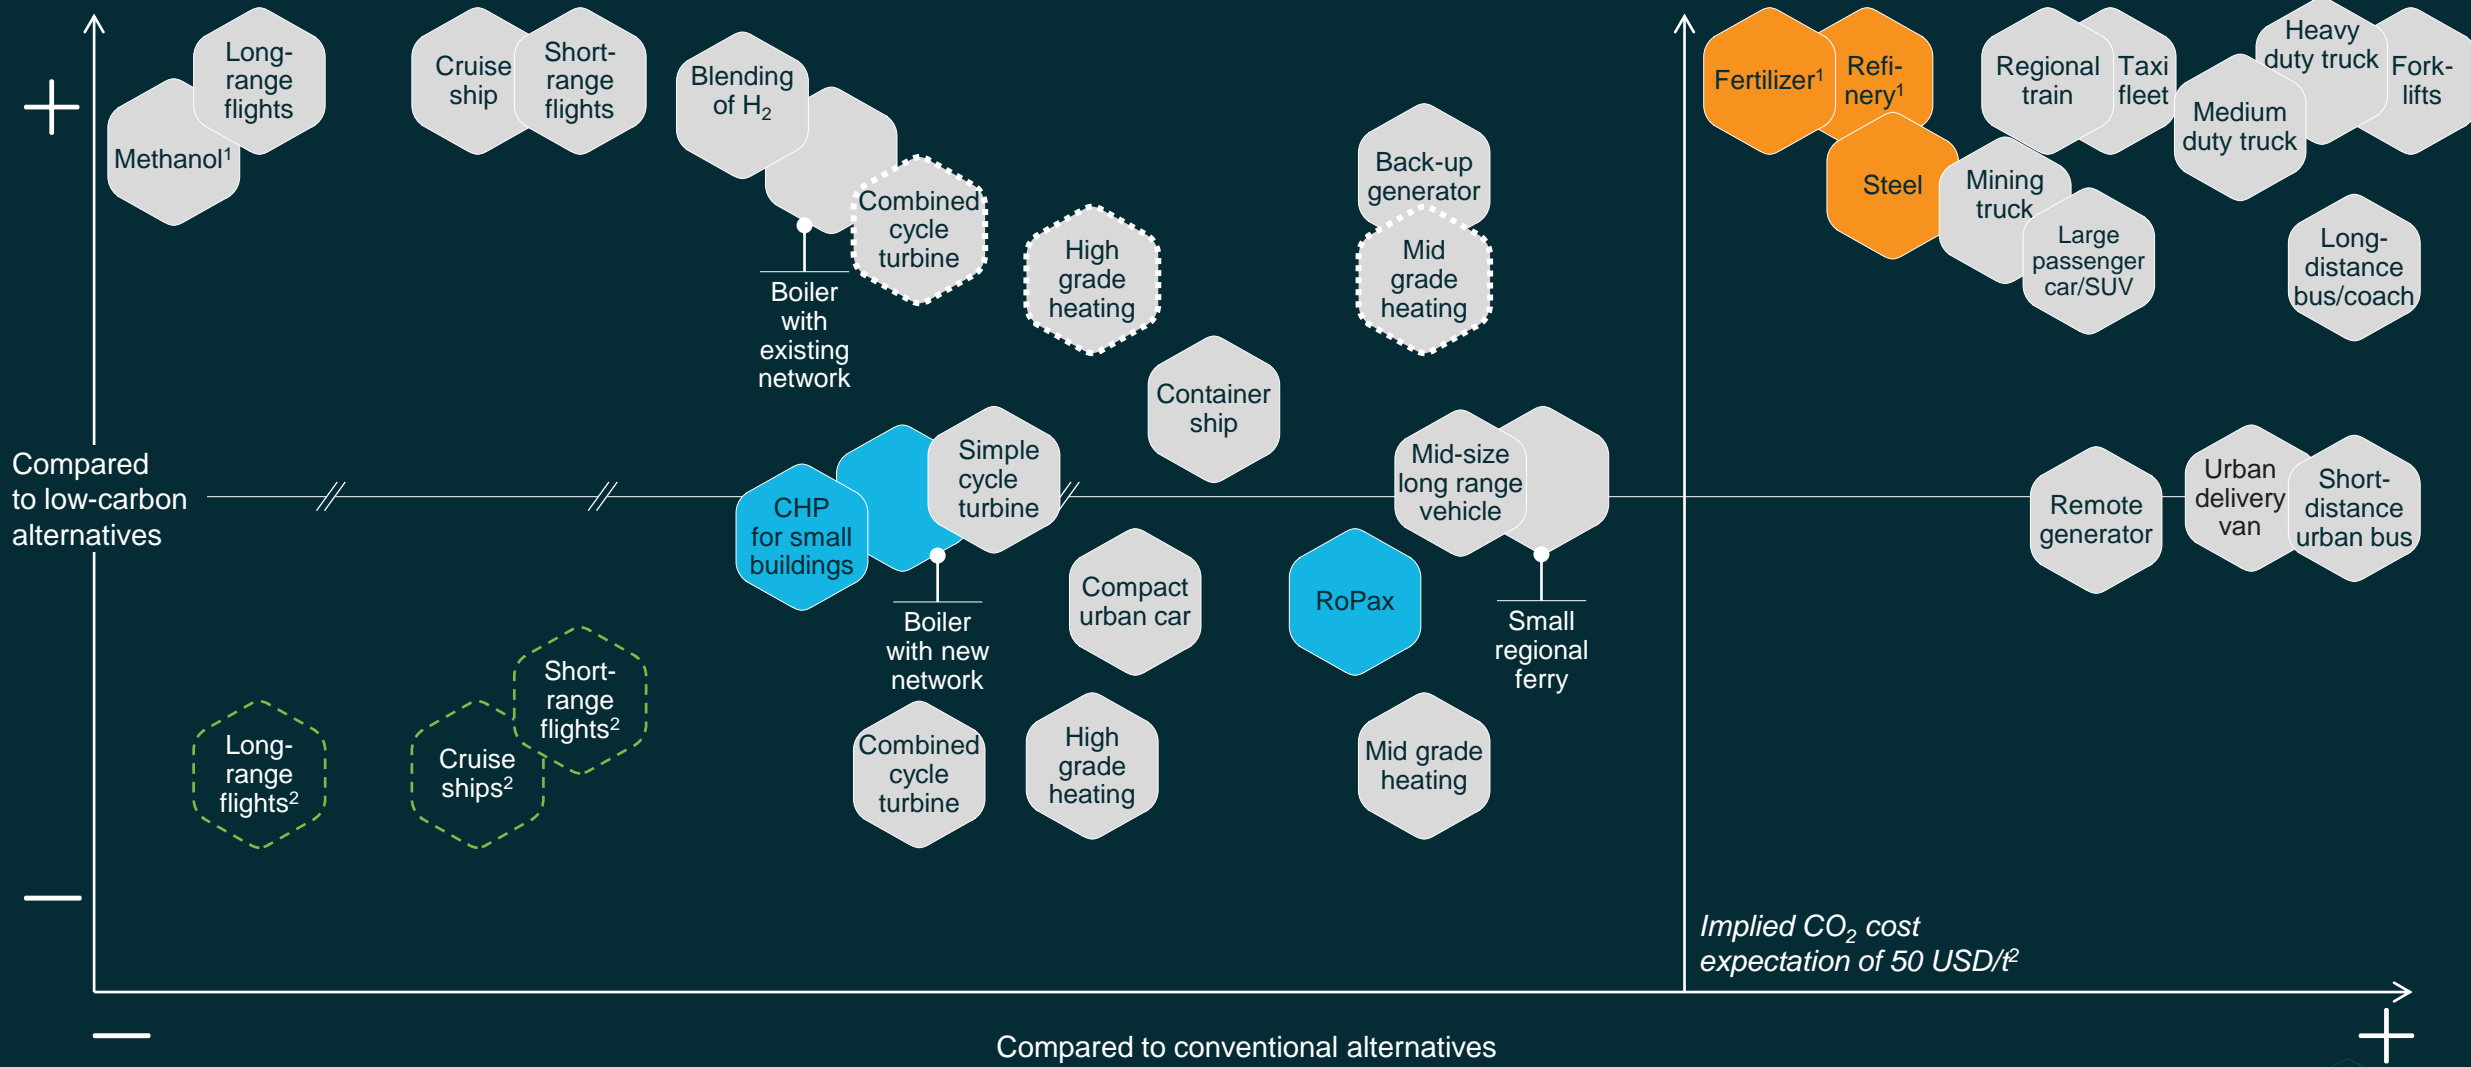 Long-
range
flights
Methanol¹
Cruise
ship
Short-
range
flights
Blending
of H₂
Boiler
with
existing
network
Combined
cycle
turbine
High
grade
heating
Back-up
generator
Mid
grade
heating
Container
ship
Fertilizer¹
Refi-
nery¹
Steel
Regional
train
Taxi
fleet
Mining
truck
Large
passenger
car/SUV
Medium
duty truck
Heavy
duty truck
Fork-
lifts
Long-
distance
bus/coach
Compared
to low-carbon
alternatives
CHP
for small
buildings
Simple
cycle
turbine
Boiler
with new
network
Mid-size
long range
vehicle
Small
regional
ferry
Compact
urban car
RoPax
Remote
generator
Urban
delivery
van
Short-
distance
urban bus
Long-
range
flights²
Cruise
ships²
Short-
range
flights²
Combined
cycle
turbine
High
grade
heating
Mid grade
heating
Implied CO₂ cost
expectation of 50 USD/t²
Compared to conventional alternatives